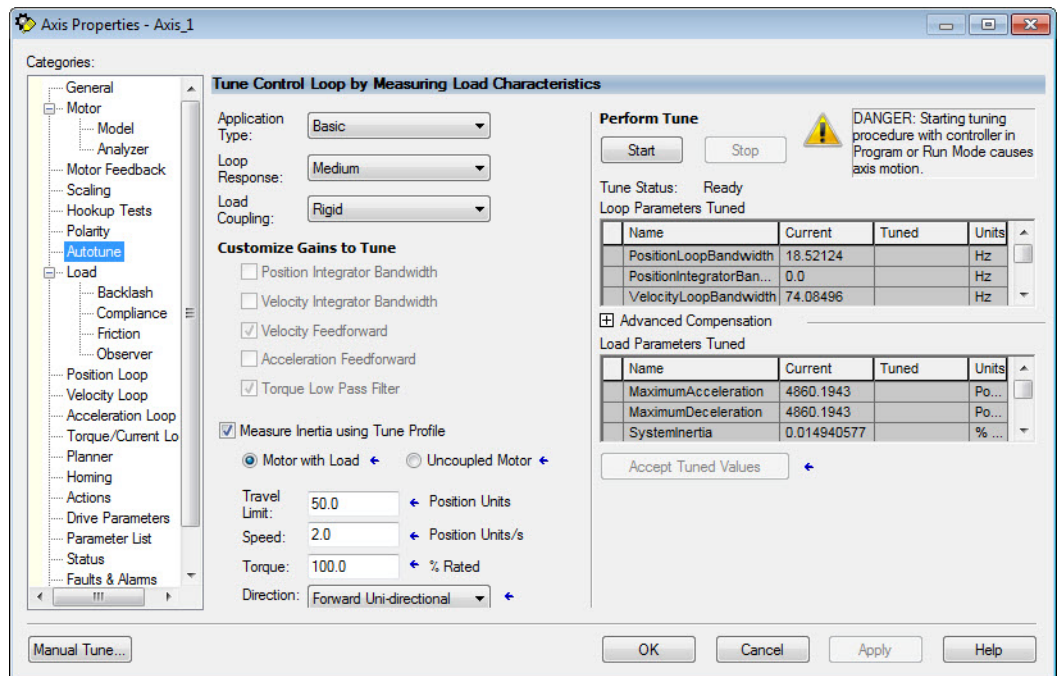 Axis Properties - Axis_1
Categories:
General
Motor
Model
Analyzer
Motor Feedback
Scaling
Hookup Tests
Polarity
Autotune
Load
Backlash
Compliance
Friction
Observer
Position Loop
Velocity Loop
Acceleration Loop
Torque/Current Lo
Planner
Homing
Actions
Drive Parameters
Parameter List
Status
Faults & Alarms
Manual Tune...
Tune Control Loop by Measuring Load Characteristics
Application
Type:
Basic
Loop
Response:
Medium
Load
Coupling:
Rigid
Customize Gains to Tune
Position Integrator Bandwidth
Velocity Integrator Bandwidth
Velocity Feedforward
Acceleration Feedforward
Torque Low Pass Filter
Measure Inertia using Tune Profile
Motor with Load
Uncoupled Motor
Travel
Limit:
50.0
Position Units
Speed:
2.0
Position Units/s
Torque:
100.0
% Rated
Direction:
Forward Uni-directional
Perform Tune
Start
Stop
DANGER: Starting tuning
procedure with controller in
Program or Run Mode causes
axis motion.
Tune Status: Ready
Loop Parameters Tuned
Name Current Tuned Units
PositionLoopBandwidth 18.52124 Hz
PositionIntegratorBan... 0.0 Hz
VelocityLoopBandwidth 74.08496 Hz
Advanced Compensation
Load Parameters Tuned
Name Current Tuned Units
MaximumAcceleration 4860.1943 Po...
MaximumDeceleration 4860.1943 Po...
SystemInertia 0.014940577 % ...
Accept Tuned Values
OK
Cancel
Apply
Help